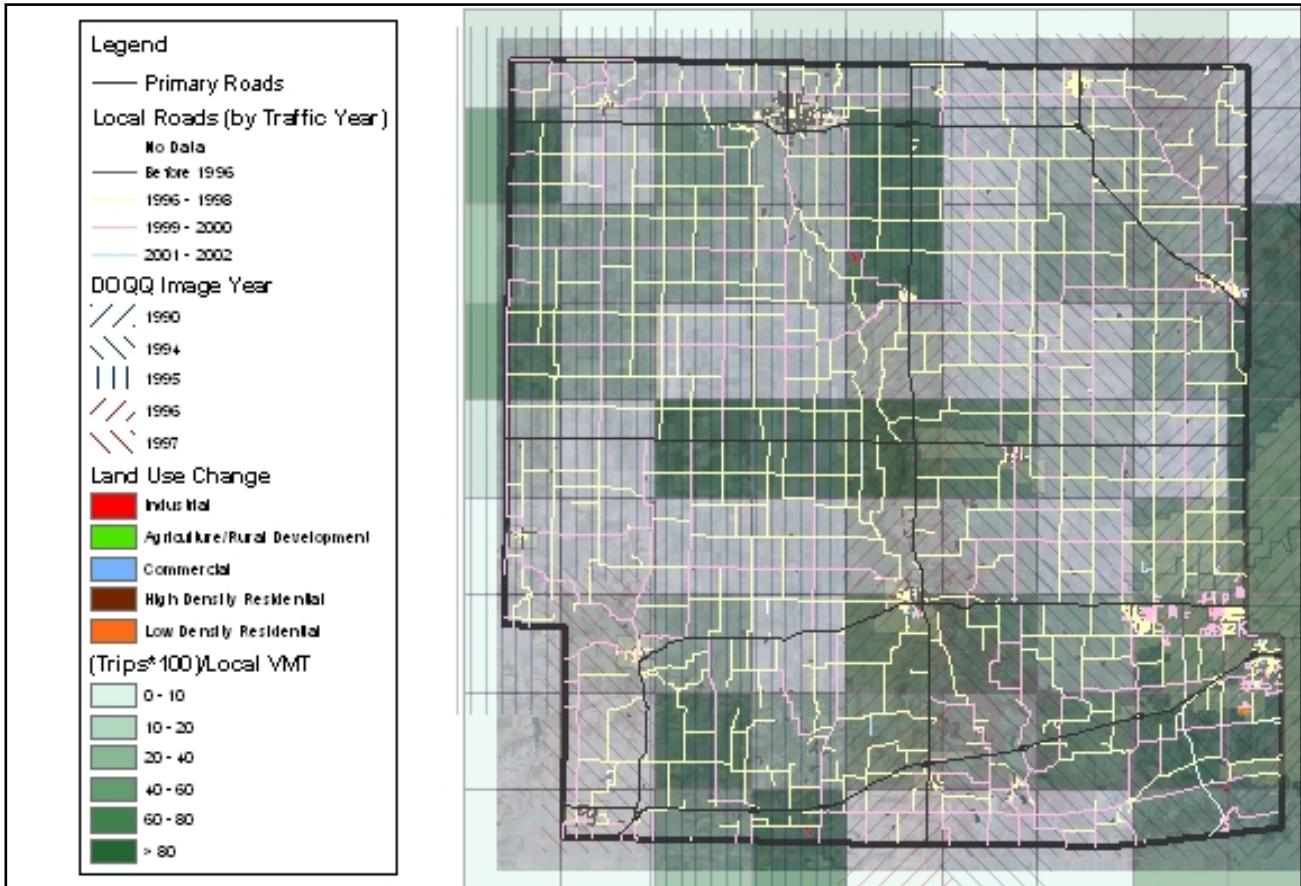 Legend
Primary Roads
Local Roads (by Traffic Year)
No Data
Before 1996
1996 - 1998
1999 - 2000
2001 - 2002
DOQQ Image Year
1990
1994
1995
1996
1997
Land Use Change
Industrial
Agriculture/Rural Development
Commercial
High Density Residential
Low Density Residential
(Trips*100)/Local VMT
0 - 10
10 - 20
20 - 40
40 - 60
60 - 80
> 80